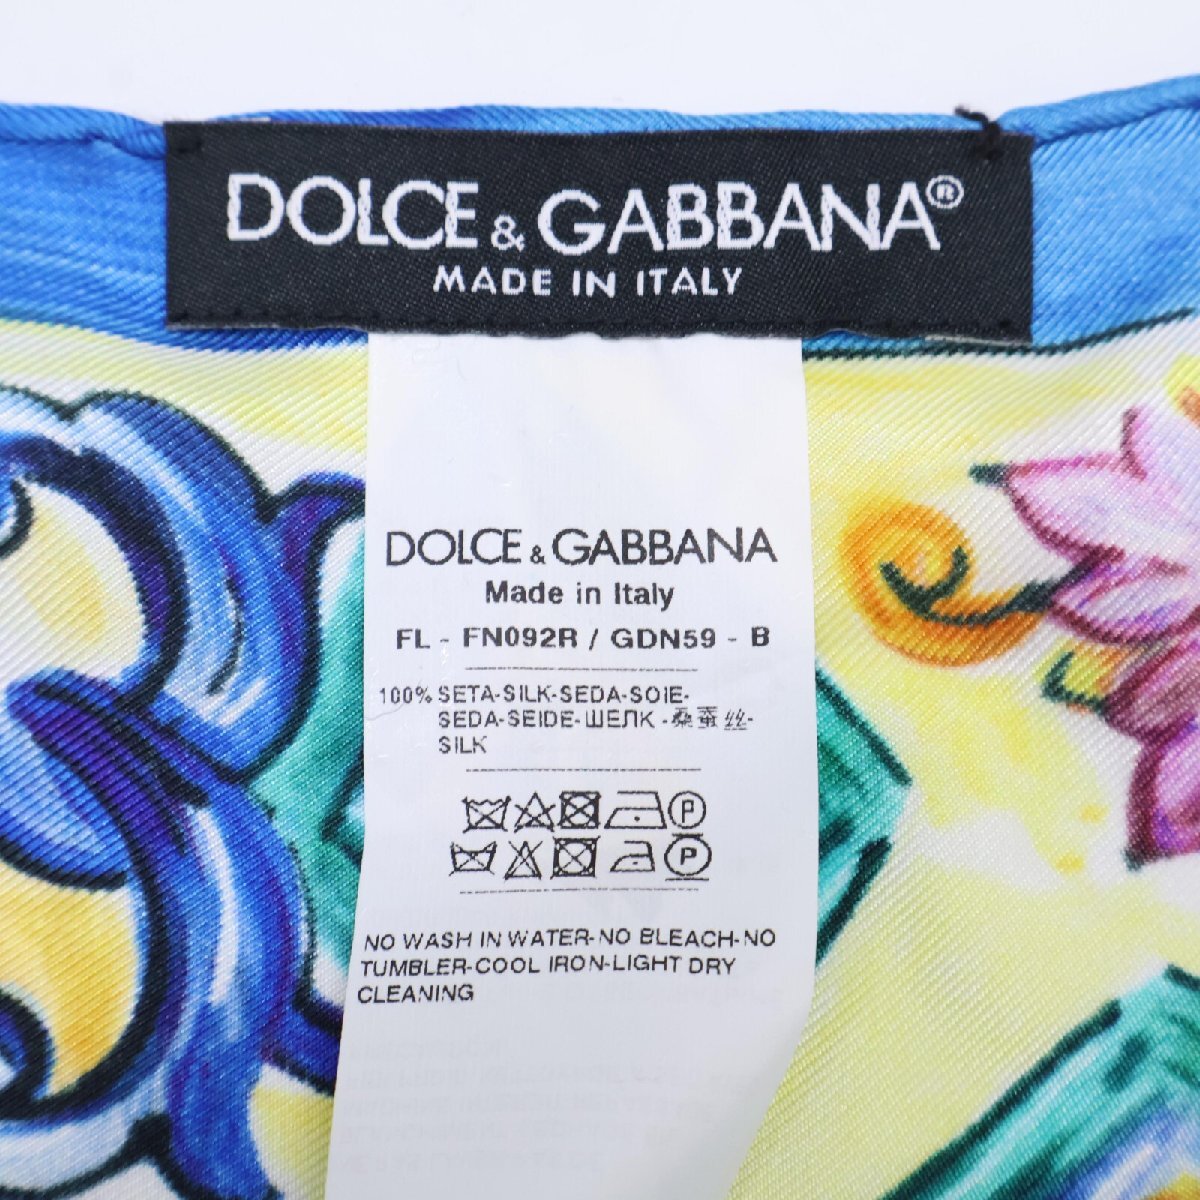 DOLCE & GABBANA®
MADE IN ITALY
DOLCE & GABBANA
Made in Italy
FL - FN092R / GDN59 - B
100% SETA-SILK-SEDA-SOIE-
SEDA-SEIDE-ШЕЛК -桑蚕丝-
SILK
P
P
NO WASH IN WATER-NO BLEACH-NO
TUMBLER-COOL IRON-LIGHT DRY
CLEANING